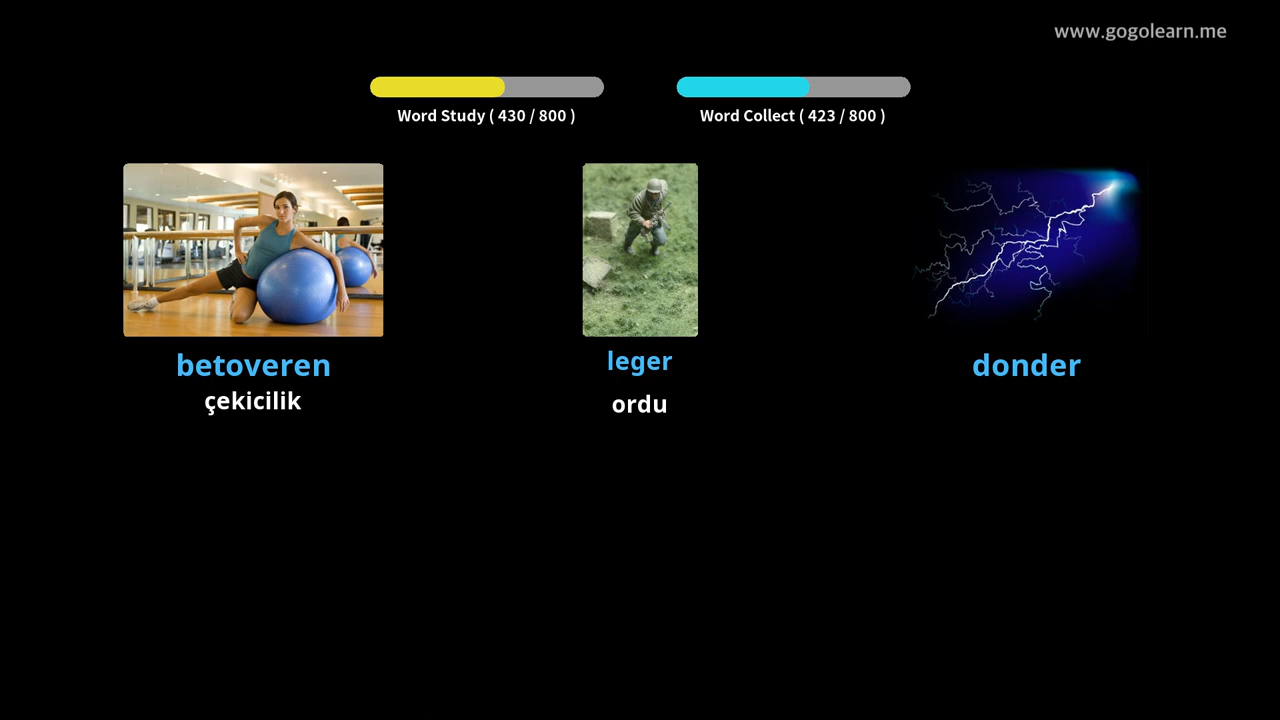 www.gogolearn.me
Word Study ( 430 / 800 )
Word Collect ( 423 / 800 )
betoveren
çekicilik
leger
ordu
donder